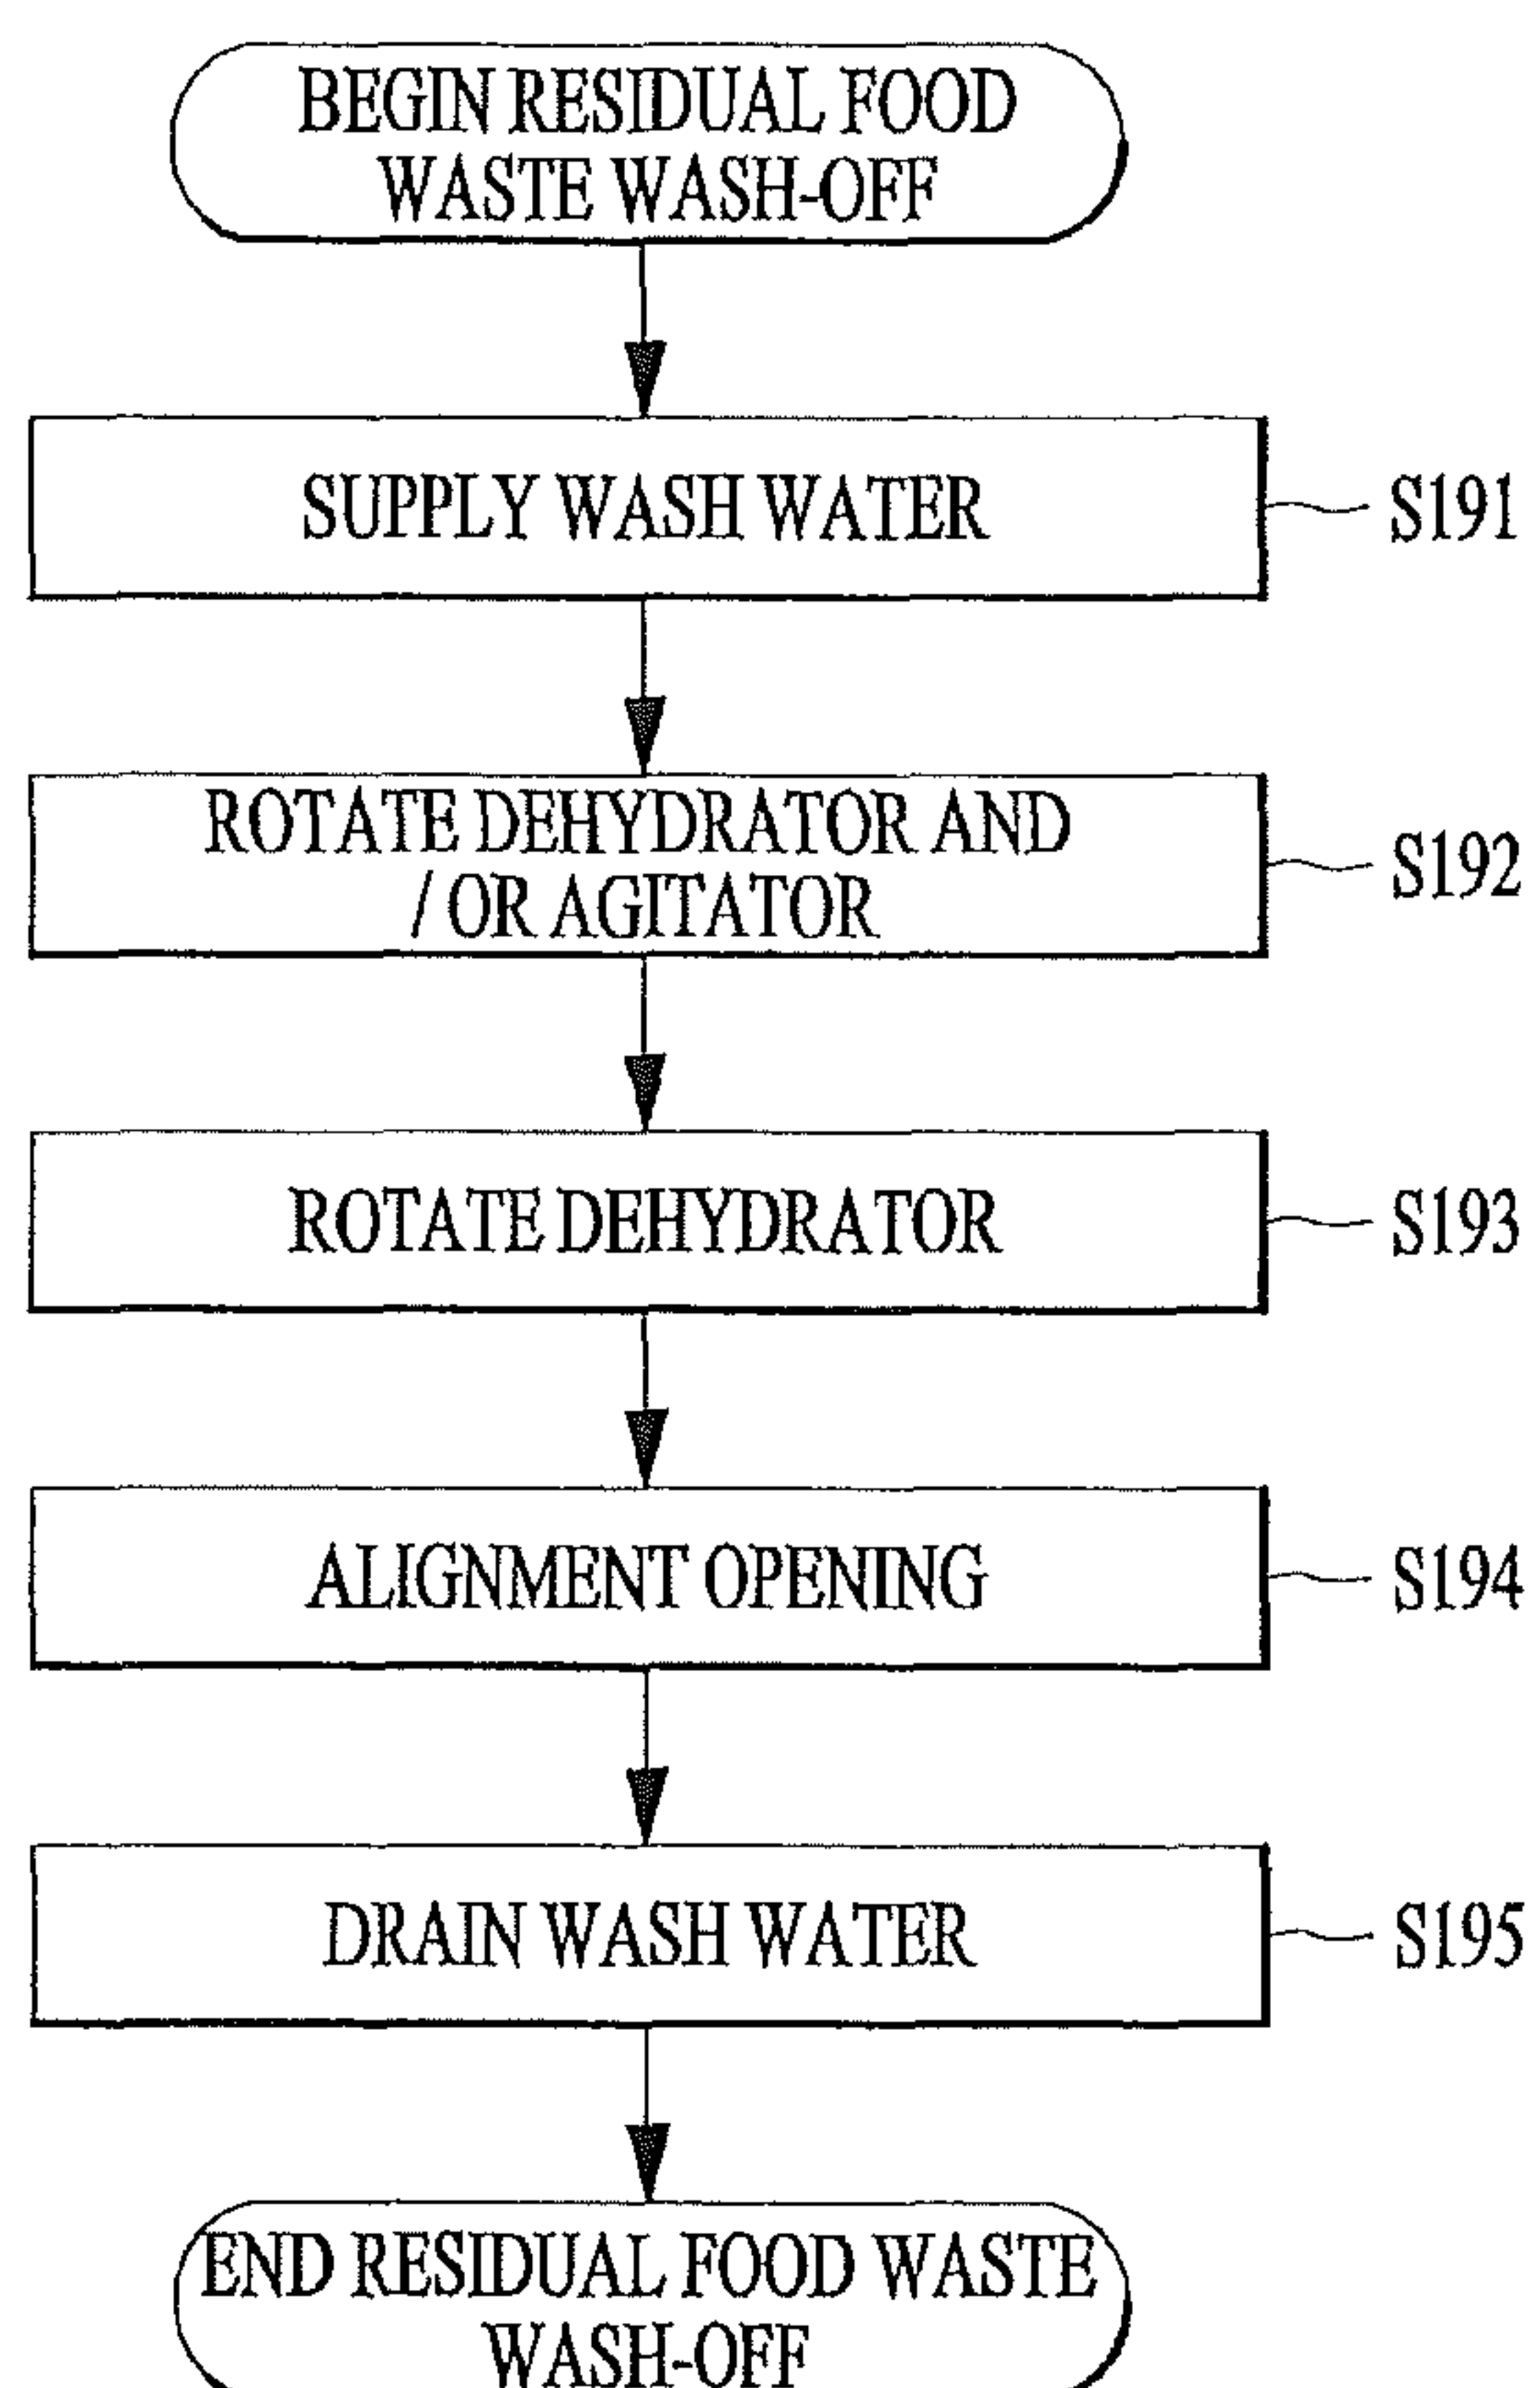 BEGIN RESIDUAL FOOD
WASTE WASH-OFF
SUPPLY WASH WATER
S191
ROTATE DEHYDRATOR AND
/ OR AGITATOR
S192
ROTATE DEHYDRATOR
S193
ALIGNMENT OPENING
S194
DRAIN WASH WATER
S195
END RESIDUAL FOOD WASTE
WASH-OFF